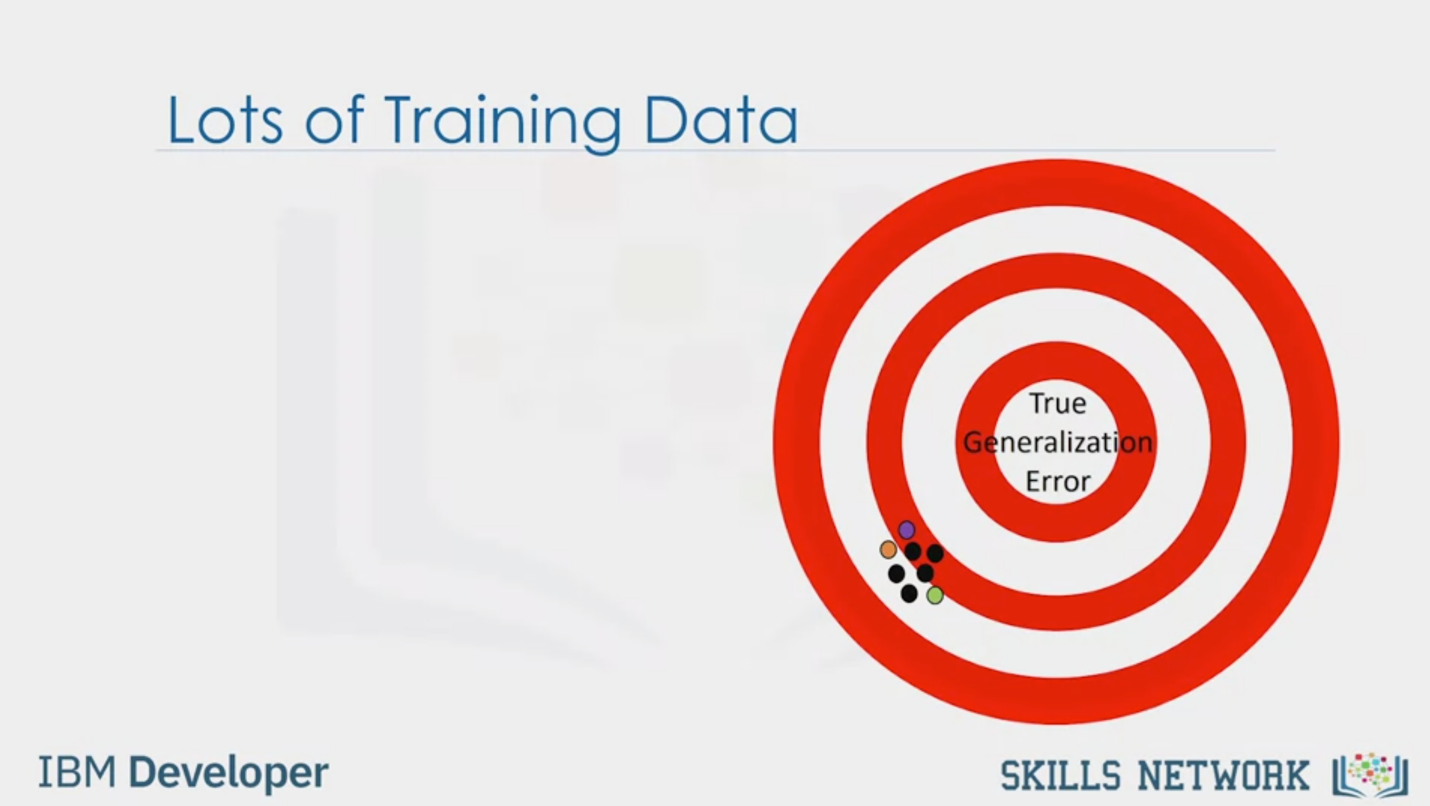 Lots of Training Data
True
Generalization
Error
IBM Developer
SKILLS NETWORK